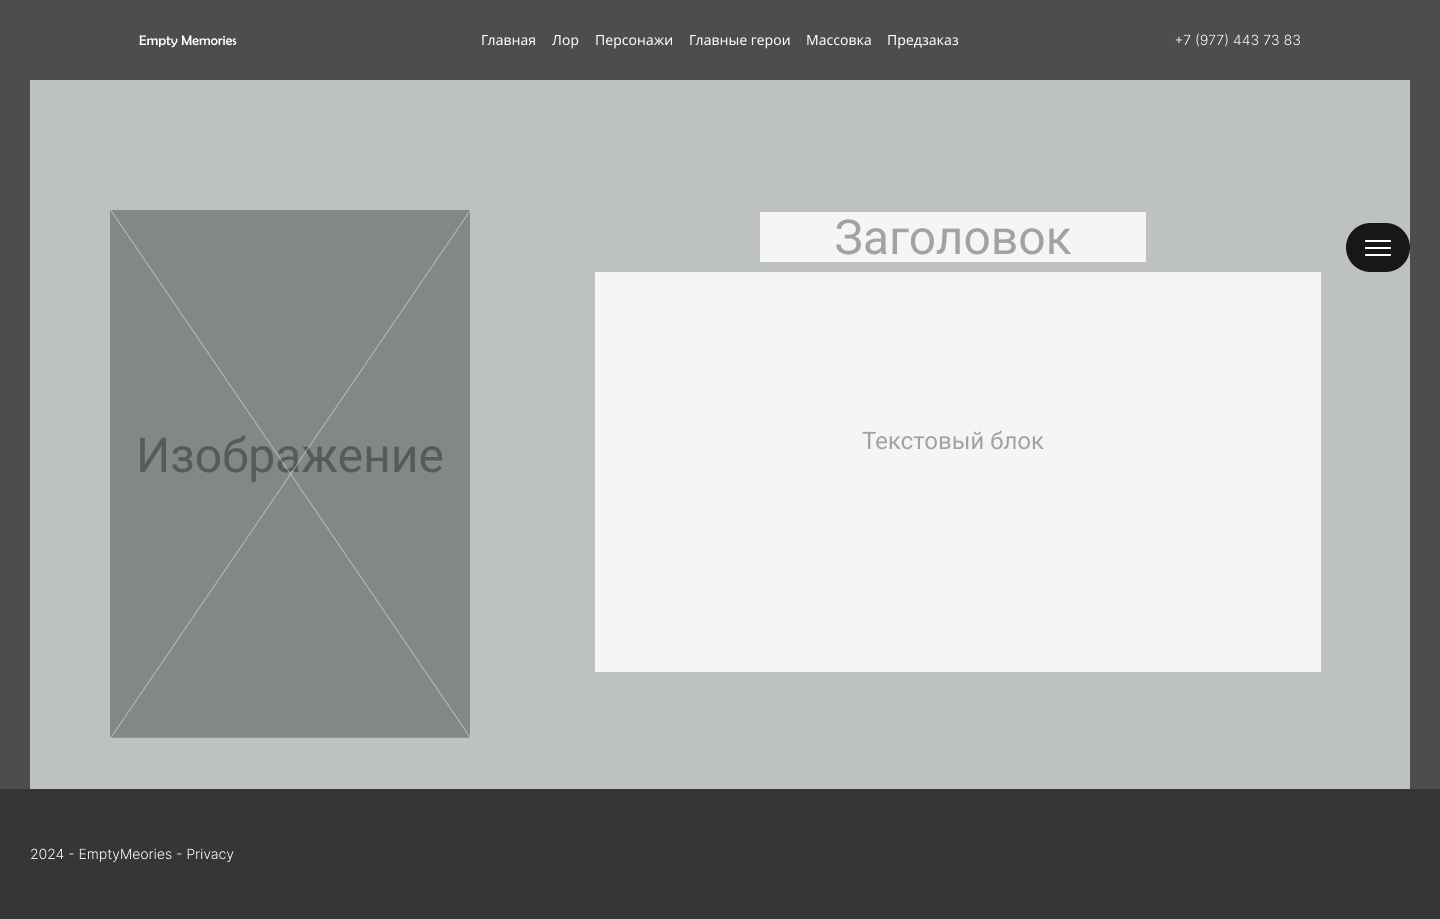 Empty Memories
Главная Лор Персонажи Главные герои Массовка Предзаказ
+7 (977) 443 73 83
Заголовок
Изображение
Текстовый блок
2024 - EmptyMeories - Privacy